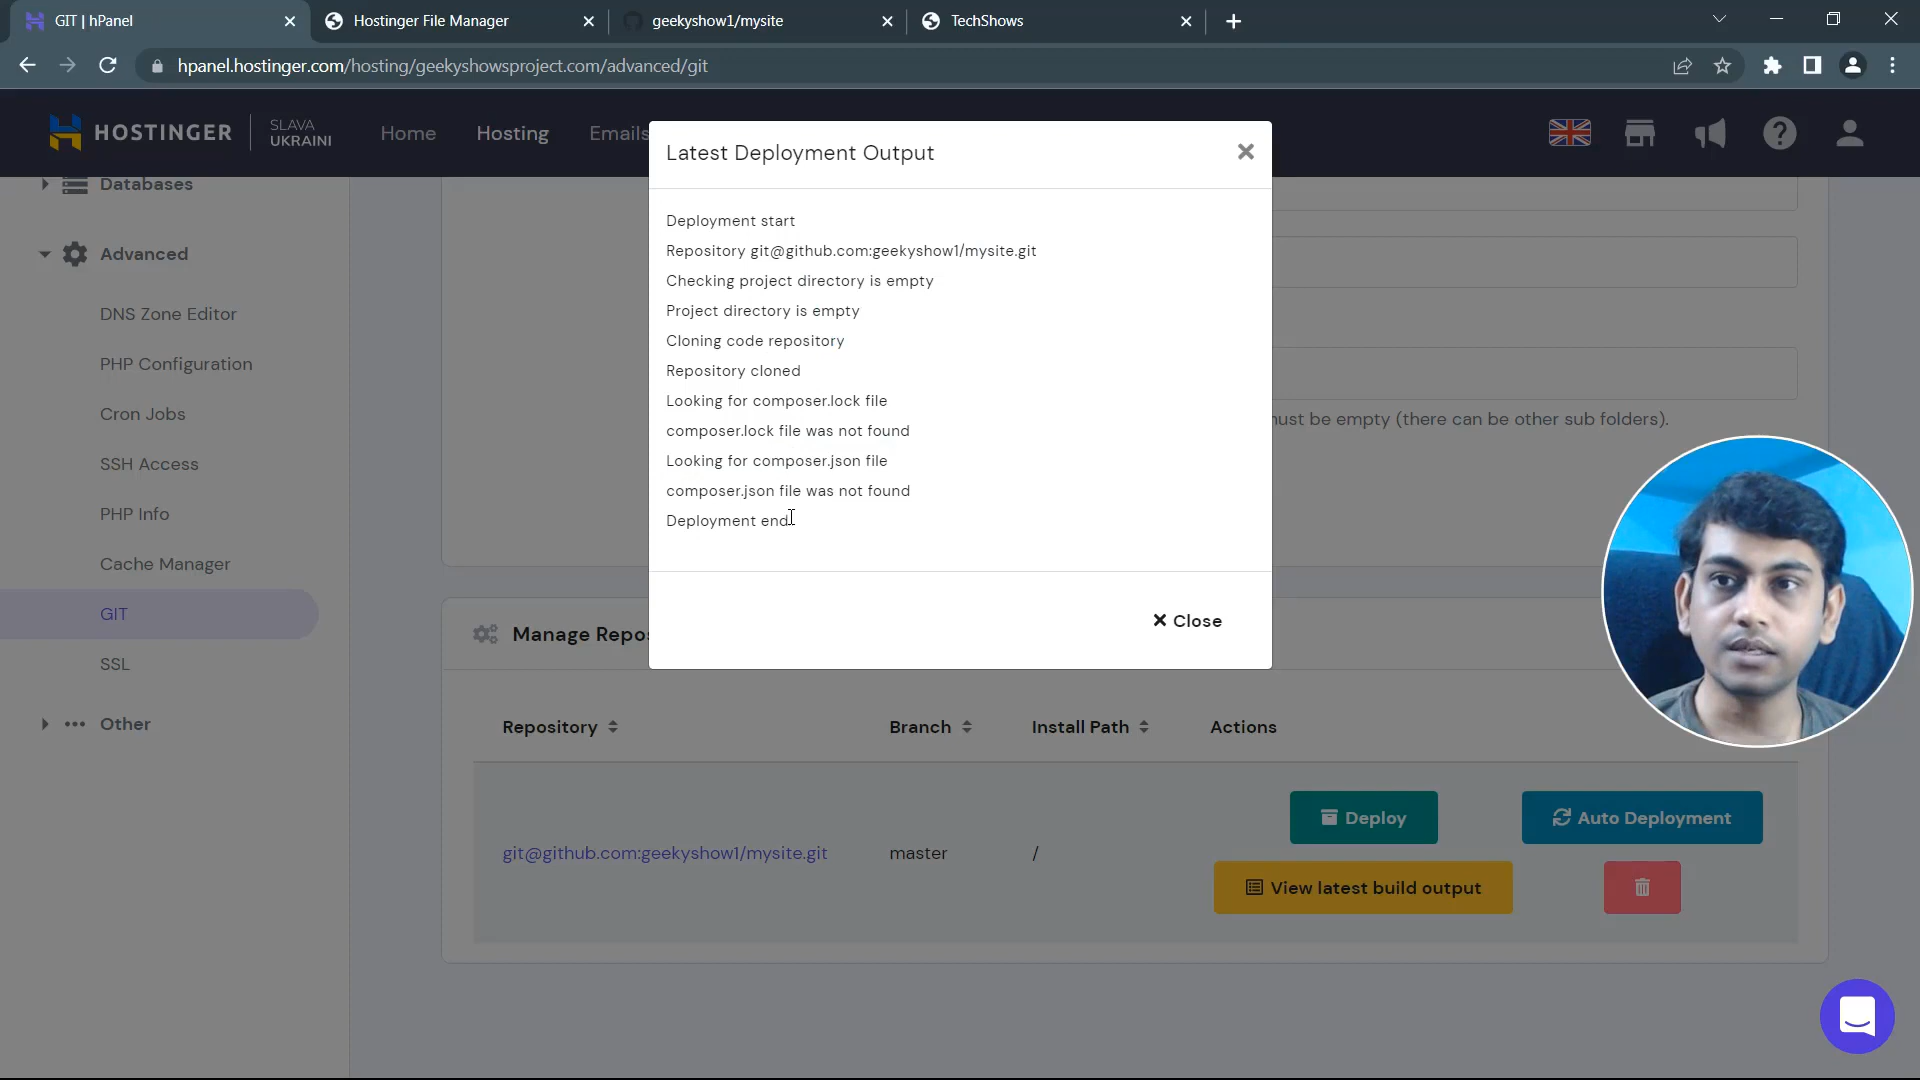 GIT | hPanel
Hostinger File Manager
geekyshow1/mysite
TechShows
hpanel.hostinger.com/hosting/geekyshowsproject.com/advanced/git
HOSTINGER
SLAVA
UKRAINI
Home
Hosting
Emails
Latest Deployment Output
Deployment start
Repository git@github.com:geekyshow1/mysite.git
Checking project directory is empty
Project directory is empty
Cloning code repository
Repository cloned
Looking for composer.lock file
composer.lock file was not found
Looking for composer.json file
composer.json file was not found
Deployment end
Close
Databases
Advanced
DNS Zone Editor
PHP Configuration
Cron Jobs
SSH Access
PHP Info
Cache Manager
GIT
SSL
Other
must be empty (there can be other sub folders).
Manage Repo
Repository
Branch
Install Path
Actions
git@github.com:geekyshow1/mysite.git
master
/
Deploy
Auto Deployment
View latest build output